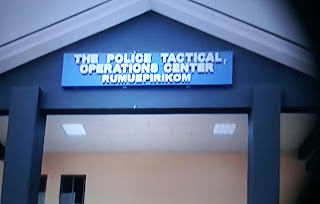 THE POLICE TACTICAL,
OPERATIONS CENTER
RUMUEPIRIKOM